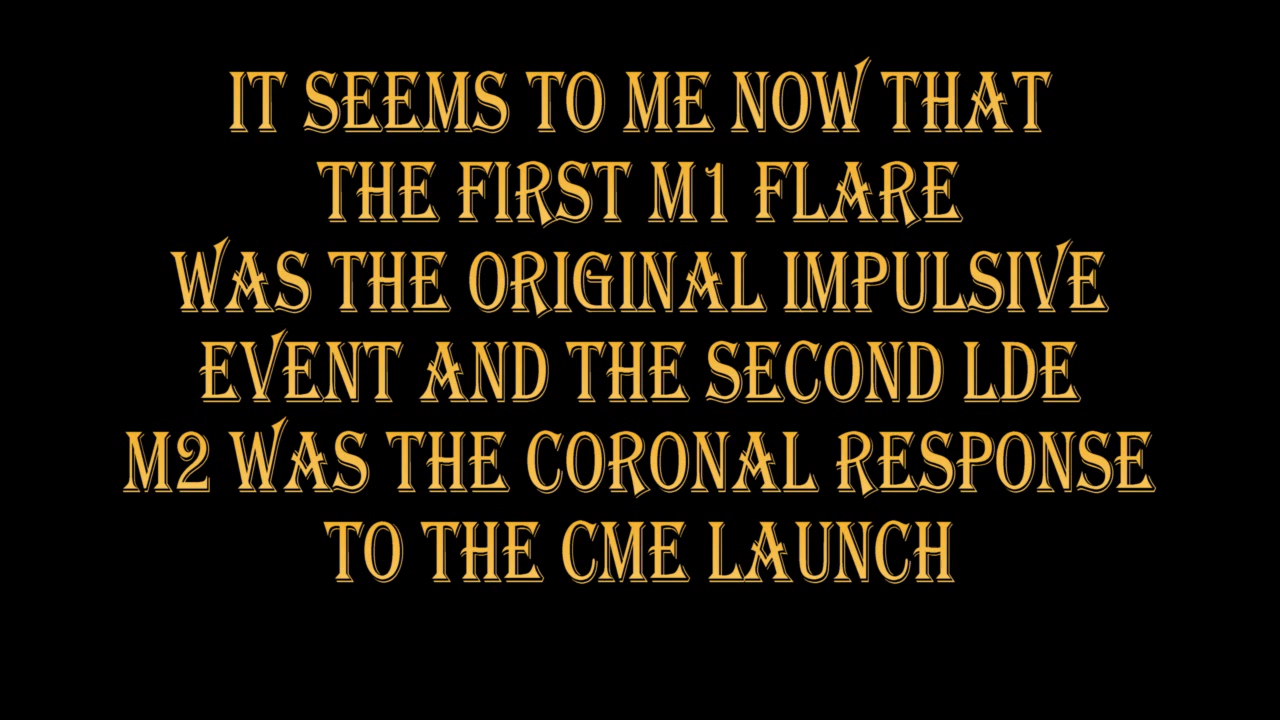 IT SEEMS TO ME NOW THAT
THE FIRST M1 FLARE
WAS THE ORIGINAL IMPULSIVE
EVENT AND THE SECOND LDE
M2 WAS THE CORONAL RESPONSE
TO THE CME LAUNCH